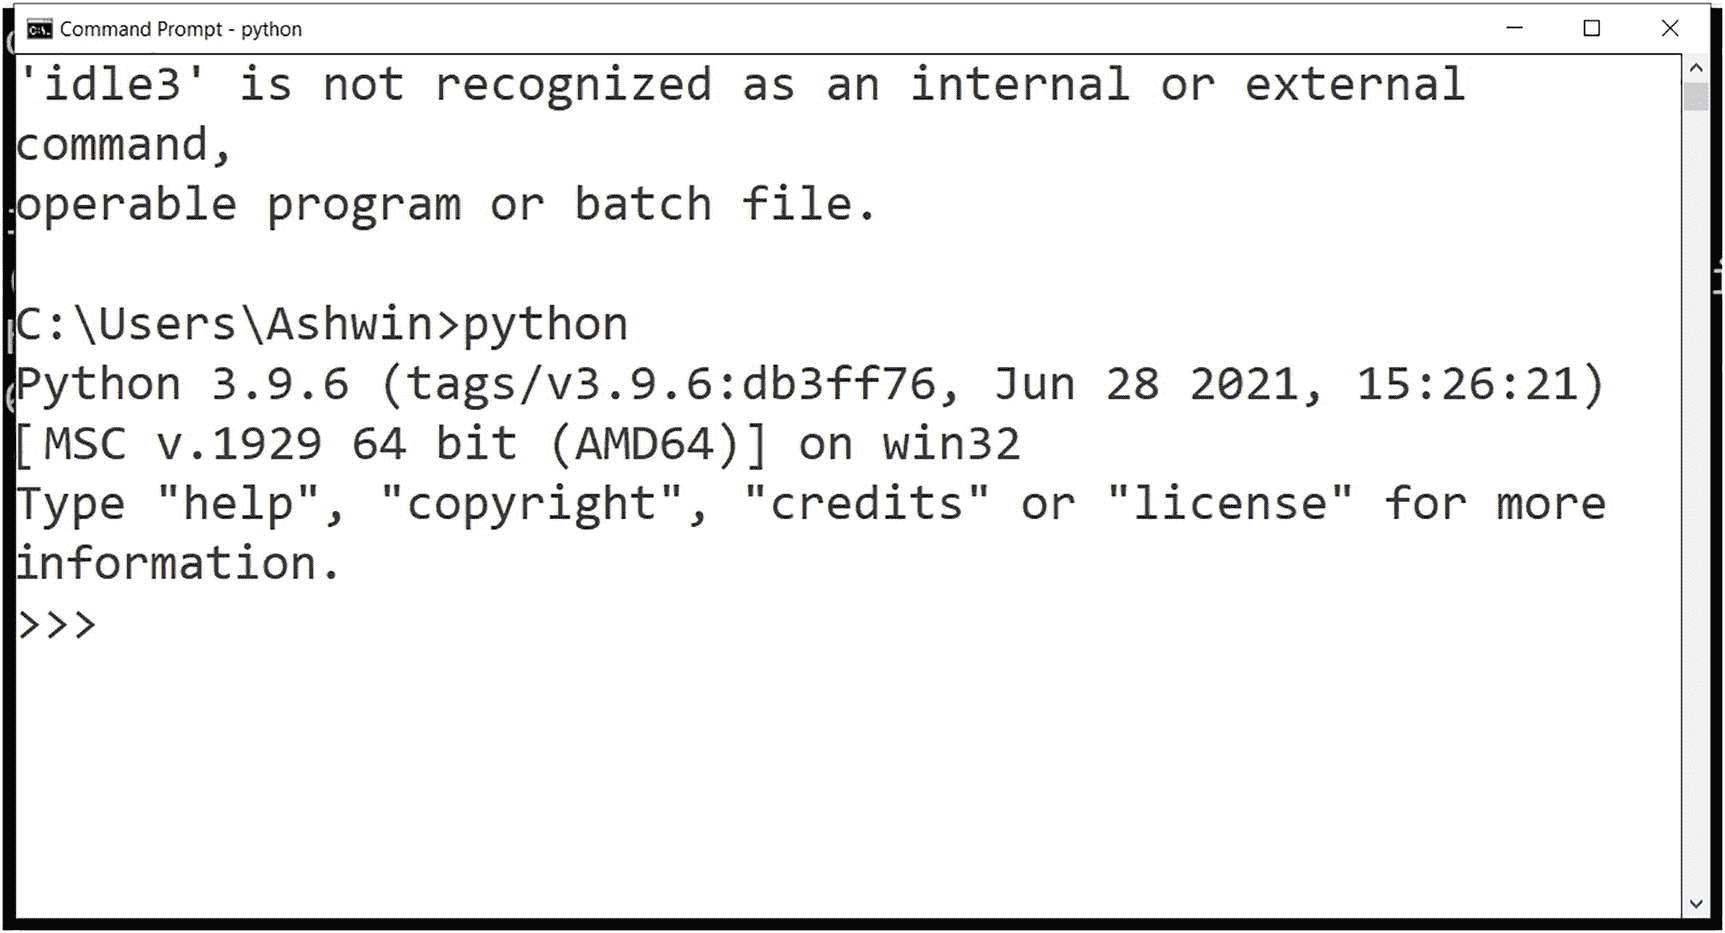 Command Prompt - python
'idle3' is not recognized as an internal or external
command,
operable program or batch file.
C:\Users\Ashwin>python
Python 3.9.6 (tags/v3.9.6:db3ff76, Jun 28 2021, 15:26:21)
[MSC v.1929 64 bit (AMD64)] on win32
Type "help", "copyright", "credits" or "license" for more
information.
>>>